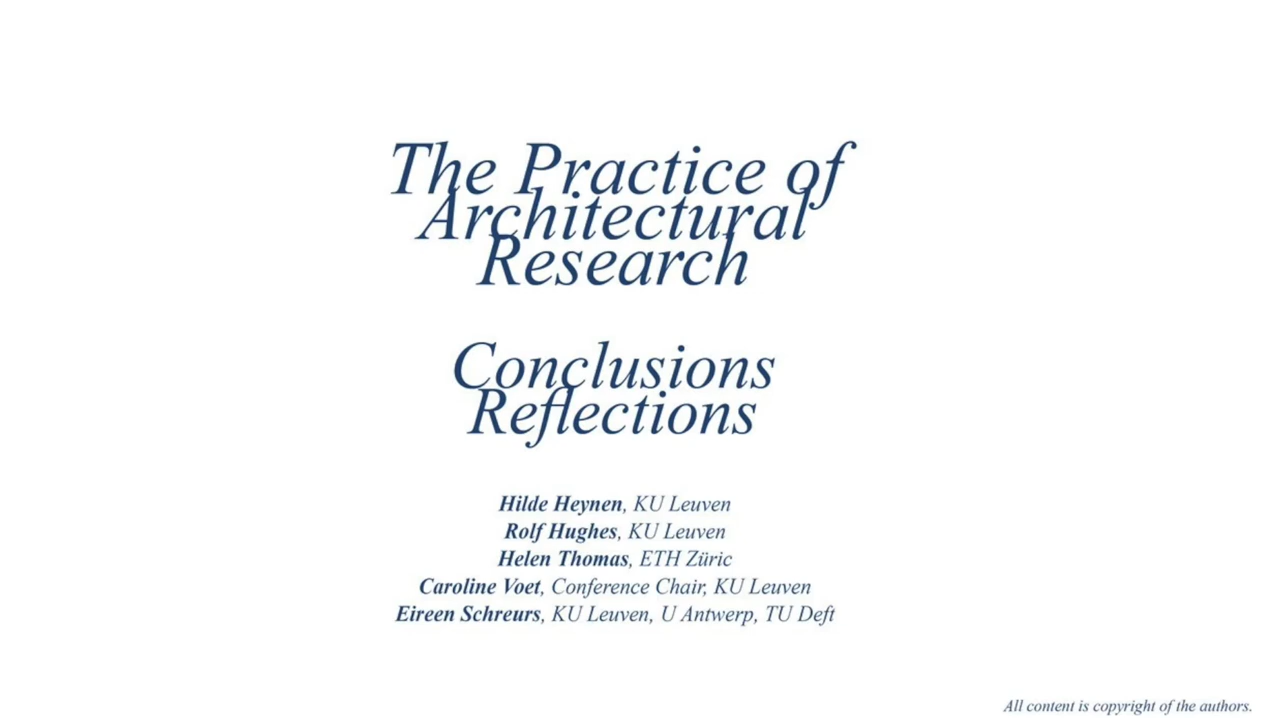 The Practice of
Architectural
Research
Conclusions
Reflections
Hilde Heynen, KU Leuven
Rolf Hughes, KU Leuven
Helen Thomas, ETH Züric
Caroline Voet, Conference Chair, KU Leuven
Eireen Schreurs, KU Leuven, U Antwerp, TU Deft
All content is copyright of the authors.